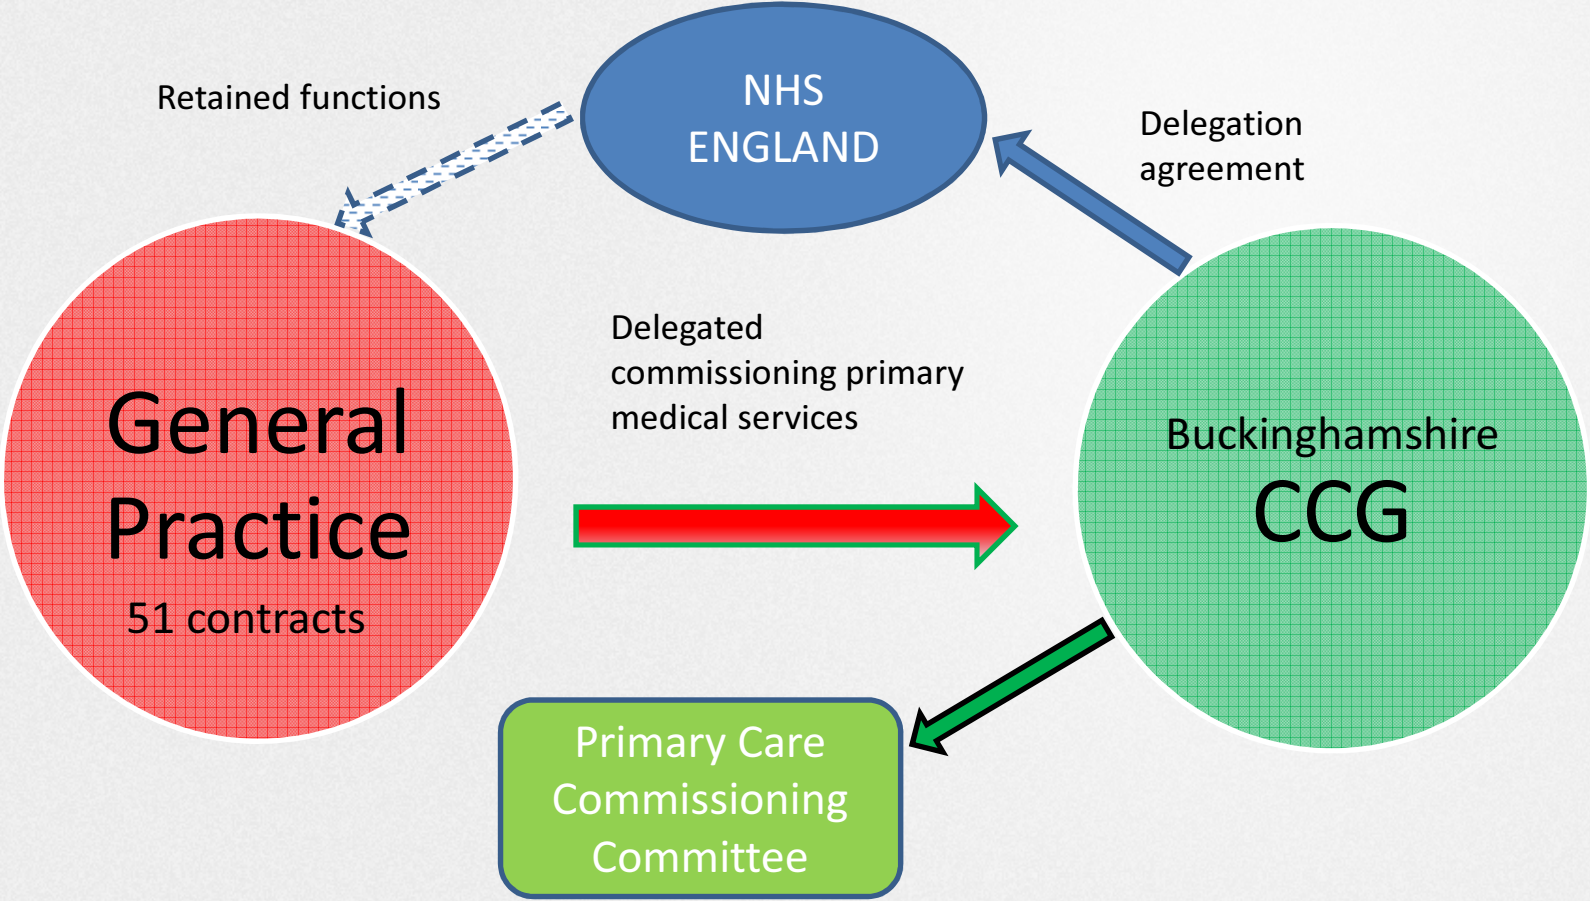 Retained functions
NHS
ENGLAND
Delegation
agreement
Delegated
commissioning primary
medical services
General
Practice
51 contracts
Buckinghamshire
CCG
Primary Care
Commissioning
Committee